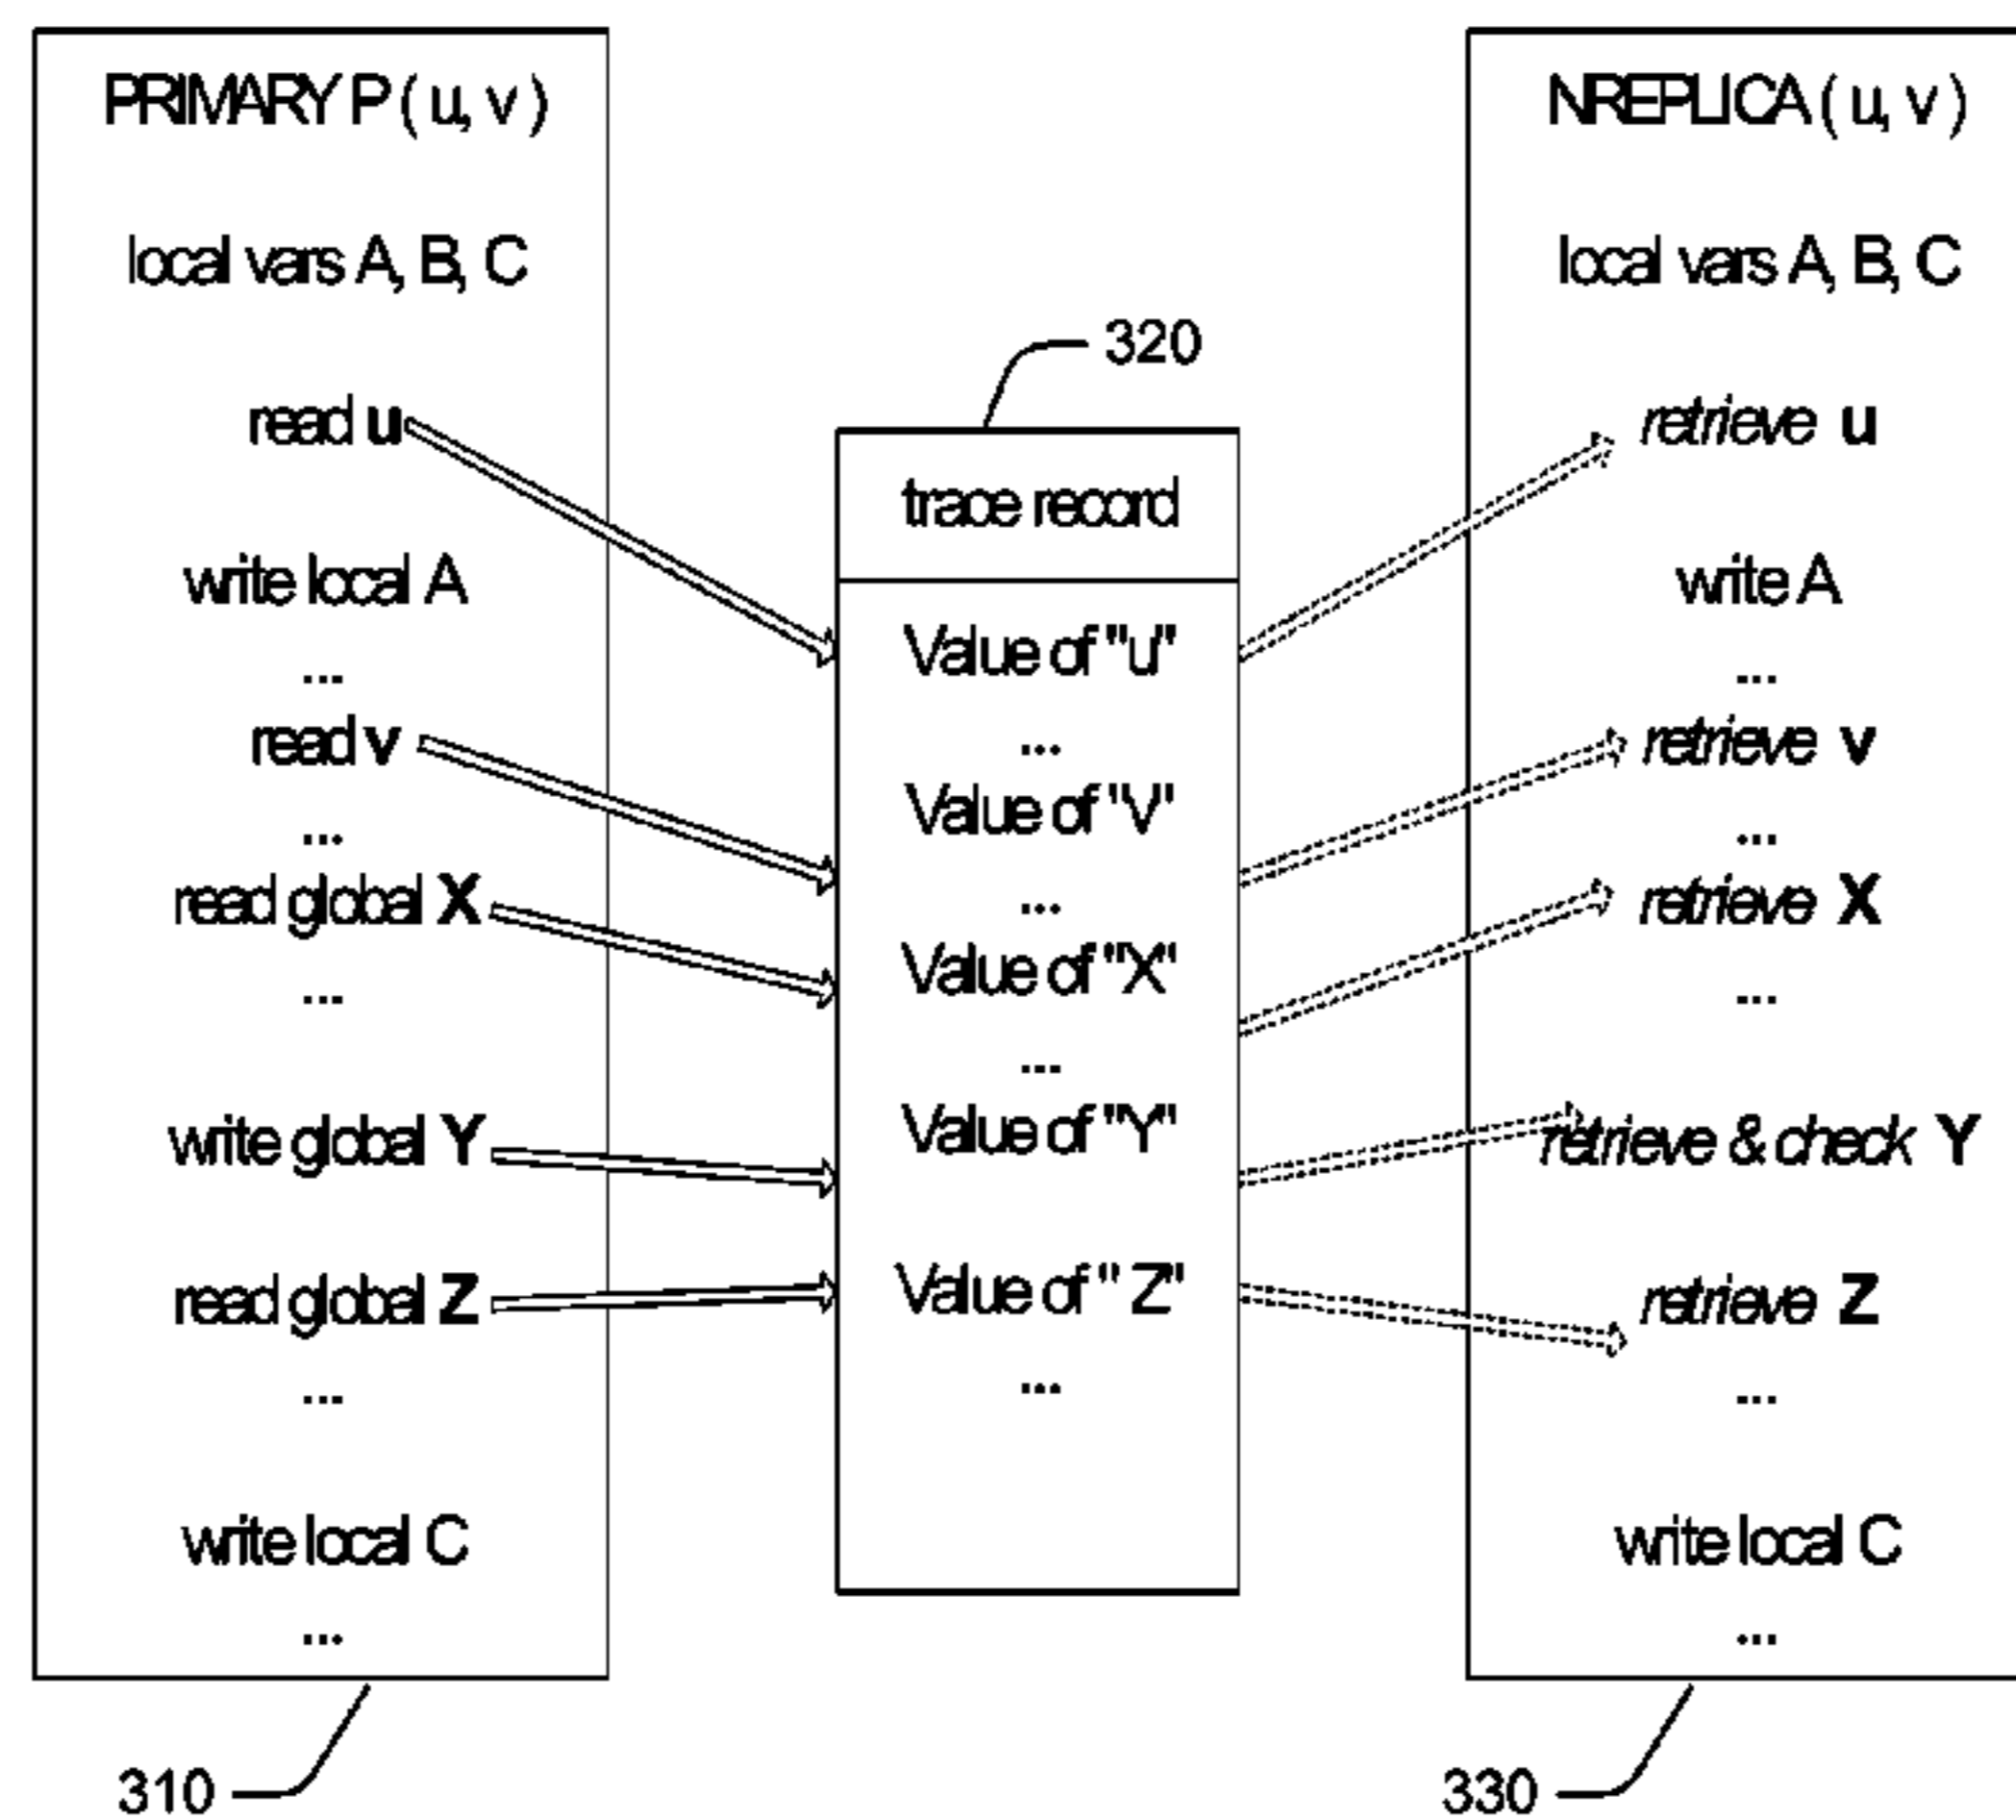 PRIMARY P ( u, v )
local vars A, B, C
read u
write local A
...
read v
...
read global X
...
write global Y
read global Z
...
write local C
...
310
320
trace record
Value of "u"
...
Value of "V"
...
Value of "X"
...
Value of "Y"
Value of " Z"
...
NREPLICA ( u, v )
local vars A, B, C
retrieve u
write A
...
retrieve v
...
retrieve X
...
retrieve & check Y
retrieve Z
...
write local C
...
330